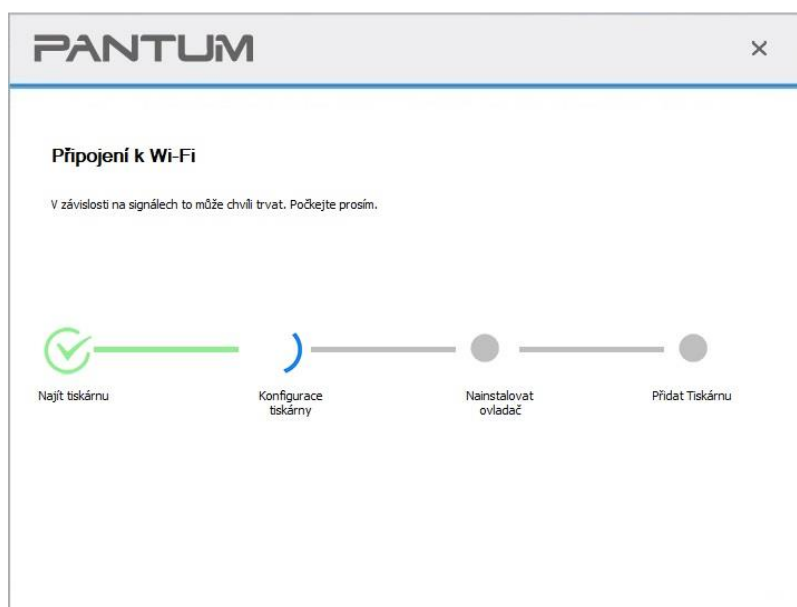 PANTUM
Připojení k Wi-Fi
V závislosti na signálech to může chvíli trvat. Počkejte prosím.
Najít tiskárnu
Konfigurace
tiskárny
Nainstalovat
ovladač
Přidat Tiskárnu